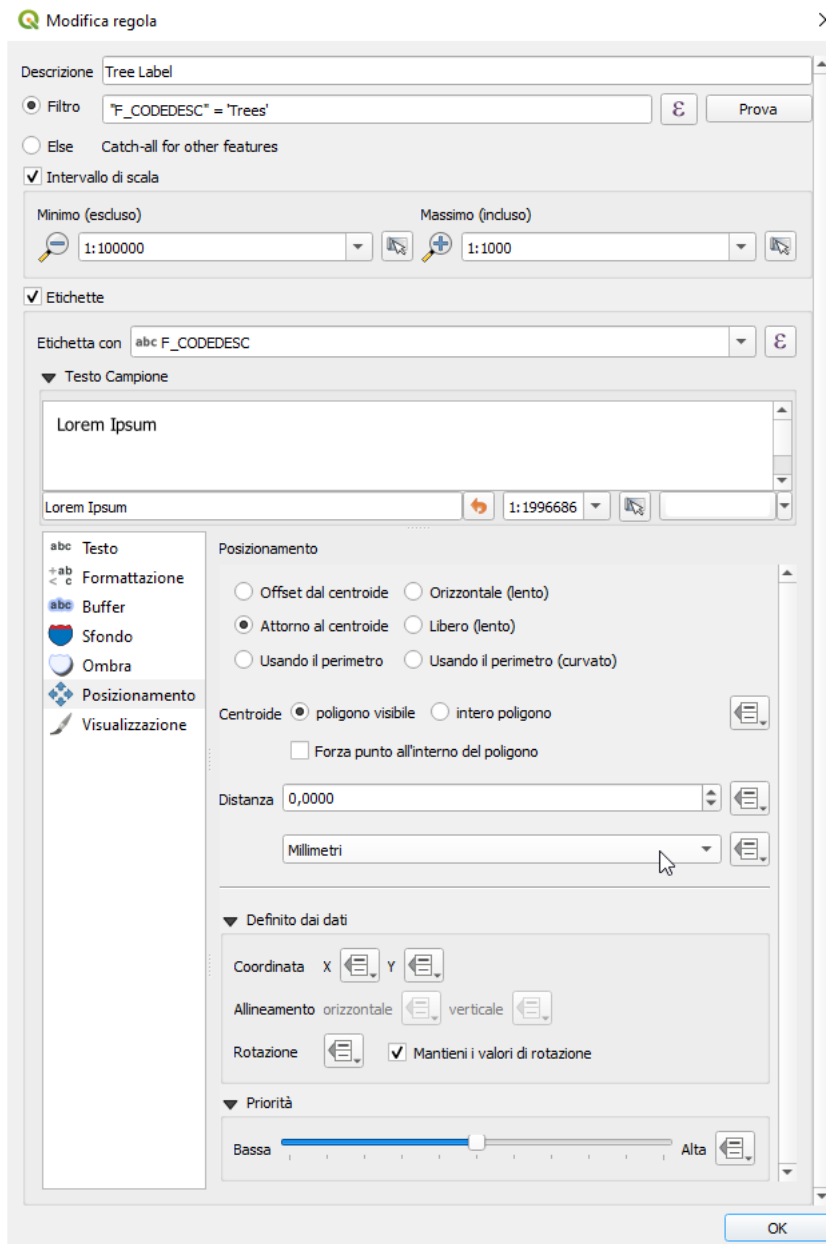 Modifica regola
Descrizione Tree Label
Filtro "F_CODEDESC" = 'Trees' ε Prova
Else Catch-all for other features
Intervallo di scala
Minimo (escluso) Massimo (incluso)
1:100000 1:1000
Etichette
Etichetta con abc F_CODEDESC ε
Testo Campione
Lorem Ipsum
Lorem Ipsum 1:1996686
abc Testo
+ab < c Formattazione
abc Buffer
Sfondo
Ombra
Posizionamento
Visualizzazione
Posizionamento
Offset dal centroide Orizzontale (lento)
Attorno al centroide Libero (lento)
Usando il perimetro Usando il perimetro (curvato)
Centroide poligono visibile intero poligono
Forza punto all'interno del poligono
Distanza 0,0000
Millimetri
Definito dai dati
Coordinata X Y
Allineamento orizzontale verticale
Rotazione Mantieni i valori di rotazione
Priorità
Bassa Alta
OK